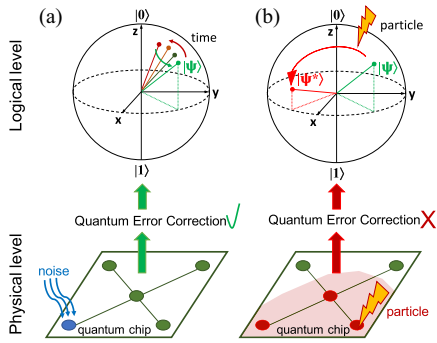 (a)
(b)
Logical level
|0⟩
z
time
|Ψ⟩
y
x
|1⟩
|0⟩
z
particle
|Ψ*⟩
|Ψ⟩
y
x
|1⟩
Quantum Error Correction ✓
Quantum Error Correction X
Physical level
noise
quantum chip
quantum chip
particle